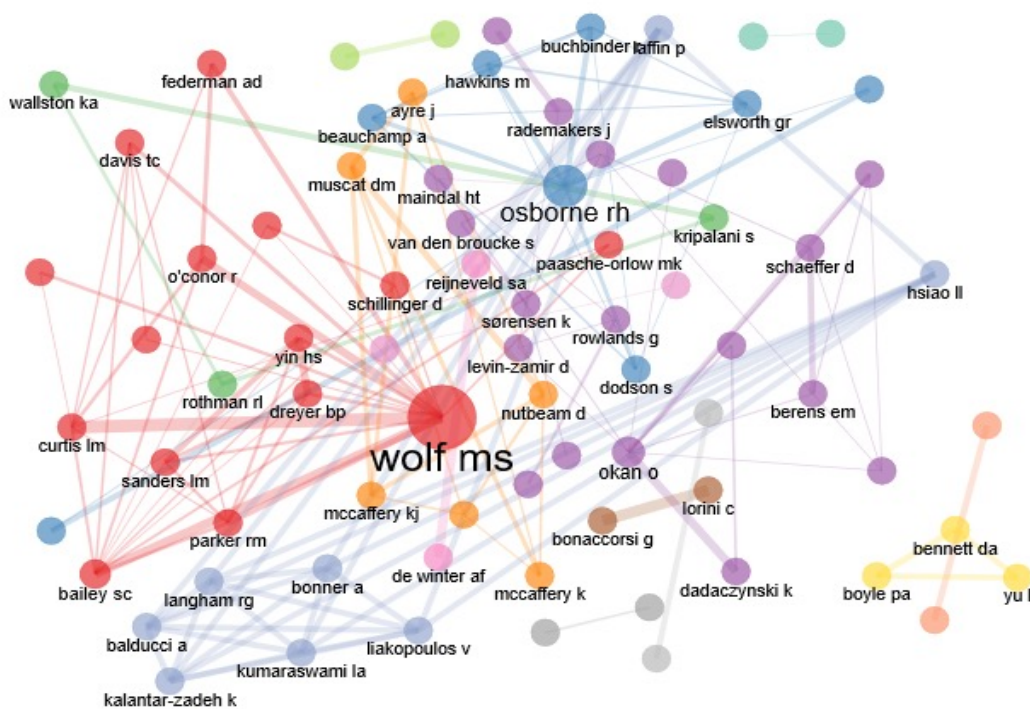 buchbinder
laffin p
federman ad
hawkins m
wallston ka
ayre j
elsworth gr
beauchamp a
rademakers j
davis tc
muscat dm
maindal ht
osborne rh
van den broucke s
kripalani s
paasche-orlow mk
schaeffer d
o'conor r
reijneveld sa
hsiao ll
schillinger d
sørensen k
rowlands g
yin hs
levin-zamir d
dodson s
rothman rl
dreyer bp
nutbeam d
berens em
curtis lm
wolf ms
sanders lm
okan o
mccaffery kj
lorini c
parker rm
bonaccorsi g
bennett da
bailey sc
langham rg
bonner a
de winter af
mccaffery k
dadaczynski k
boyle pa
yu l
balducci a
liakopoulos v
kumaraswami la
kalantar-zadeh k